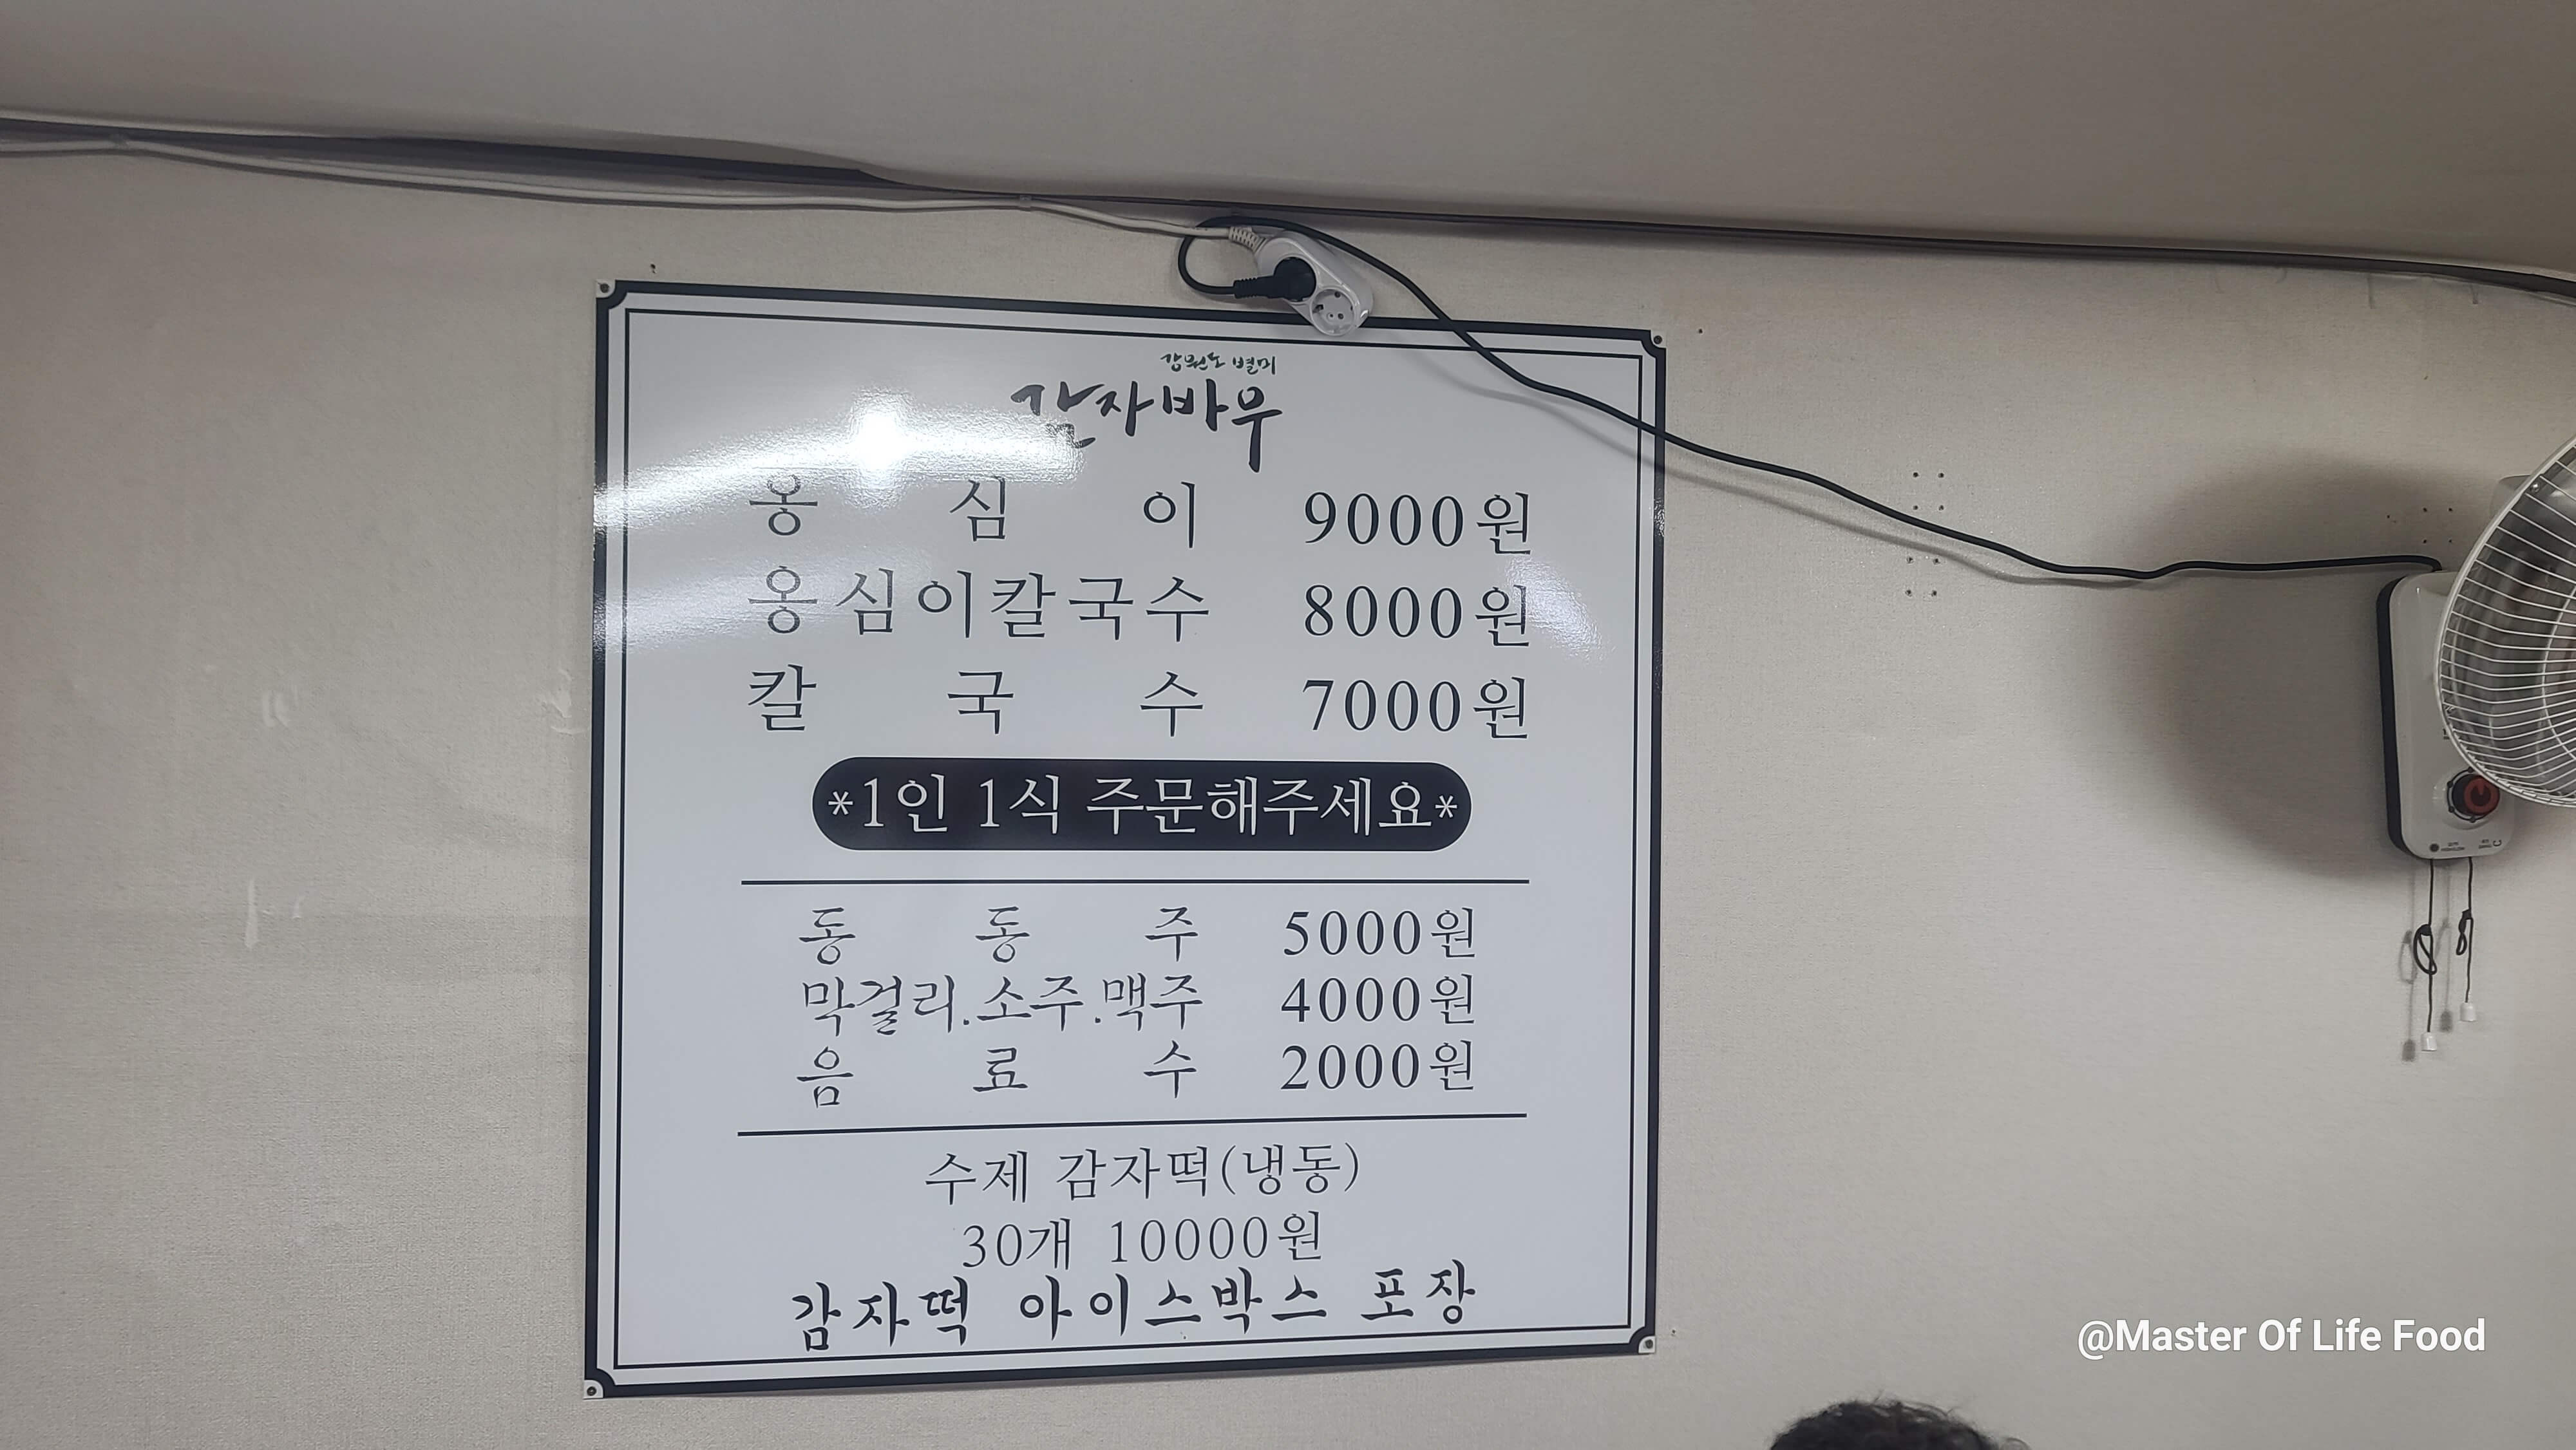 강원도 별미
감자바우
옹심이 9000원
옹심이칼국수 8000원
칼국수 7000원
*1인 1식 주문해주세요*
동동주 5000원
막걸리.소주.맥주 4000원
음료수 2000원
수제 감자떡(냉동)
30개 10000원
감자떡 아이스박스 포장
@Master Of Life Food